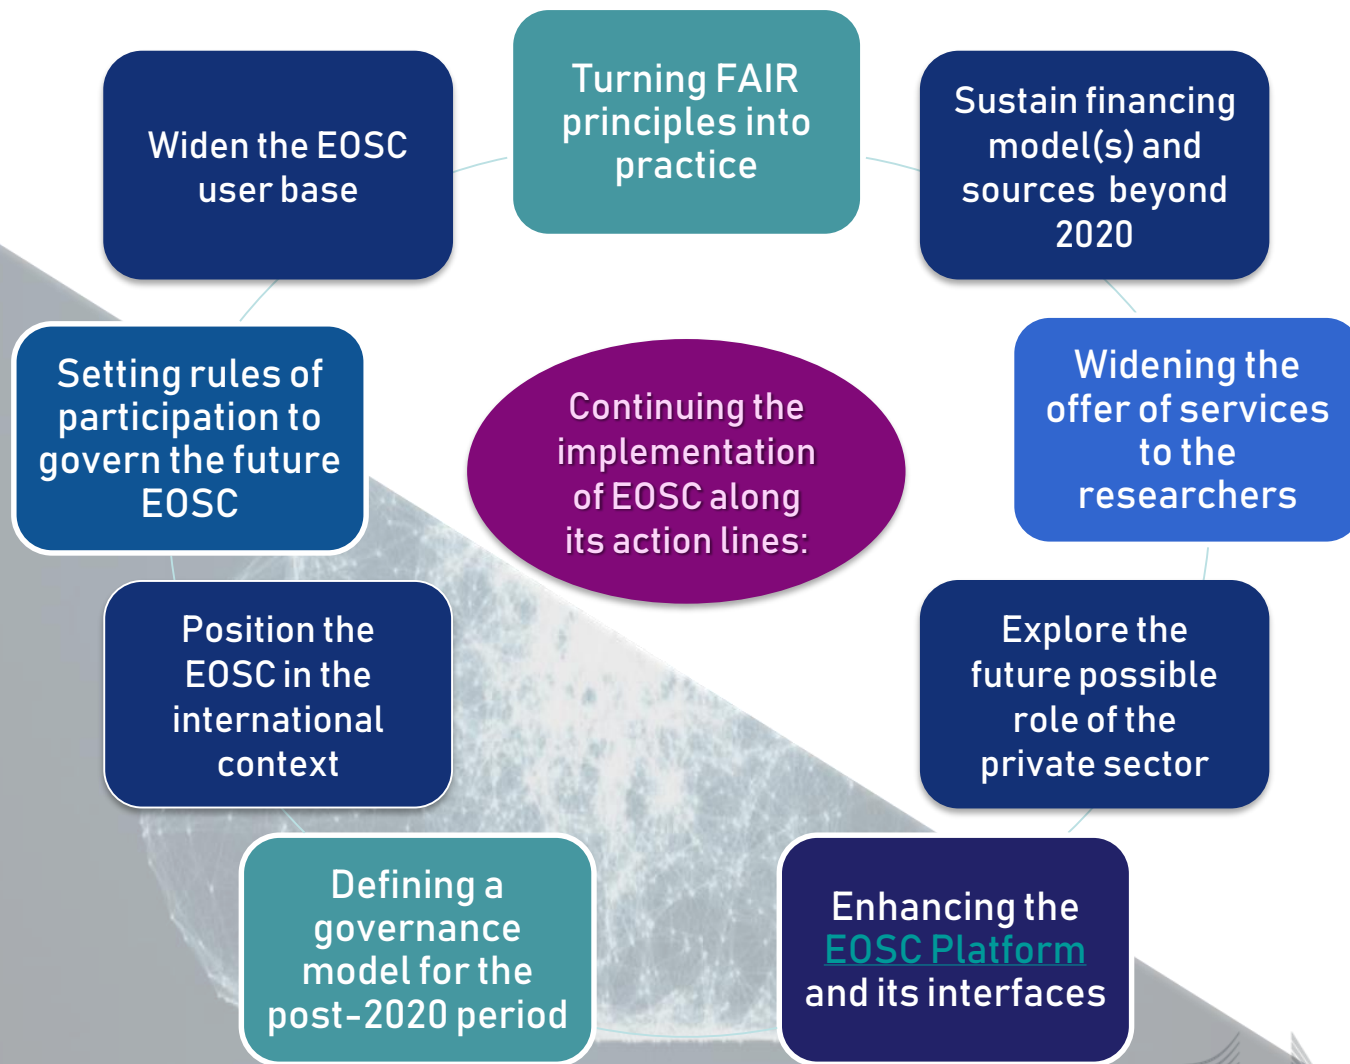 Turning FAIR
principles into
practice
Sustain financing
model(s) and
sources beyond
2020
Widening the
offer of services
to the
researchers
Explore the
future possible
role of the
private sector
Enhancing the
EOSC Platform
and its interfaces
Defining a
governance
model for the
post-2020 period
Position the
EOSC in the
international
context
Setting rules of
participation to
govern the future
EOSC
Widen the EOSC
user base
Continuing the
implementation
of EOSC along
its action lines: